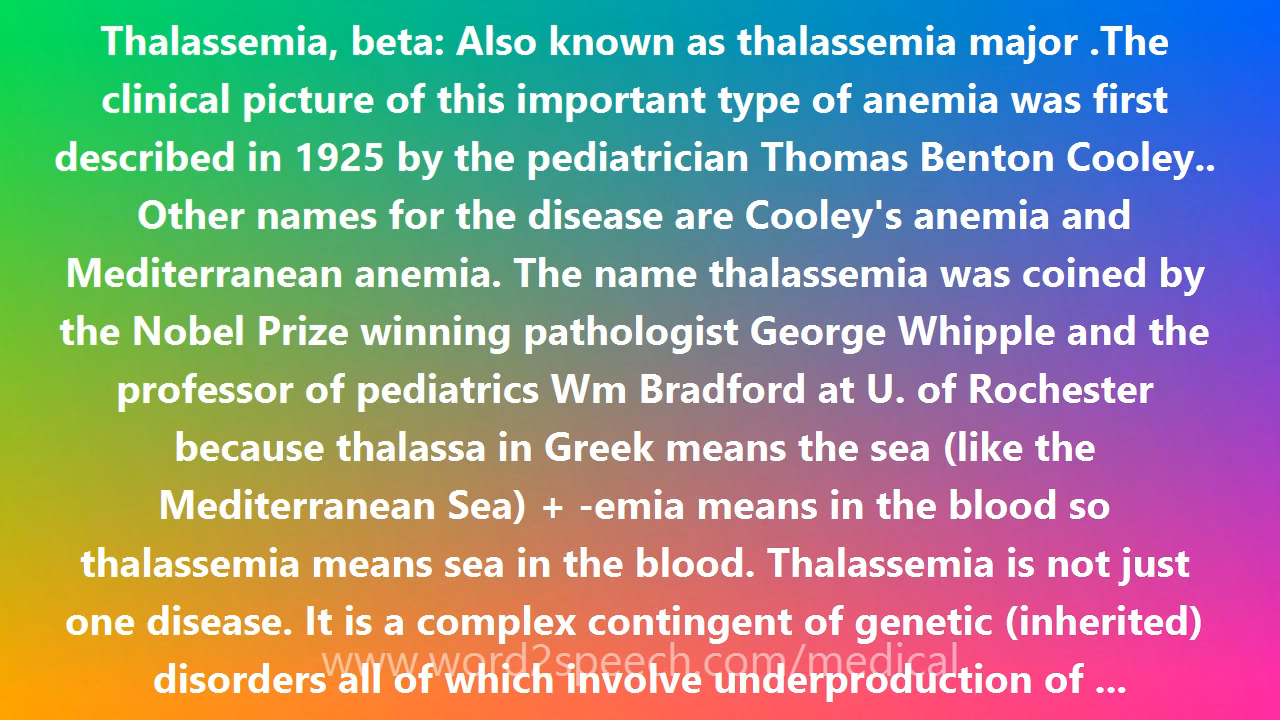 Thalassemia, beta: Also known as thalassemia major .The
clinical picture of this important type of anemia was first
described in 1925 by the pediatrician Thomas Benton Cooley..
Other names for the disease are Cooley's anemia and
Mediterranean anemia. The name thalassemia was coined by
the Nobel Prize winning pathologist George Whipple and the
professor of pediatrics Wm Bradford at U. of Rochester
because thalassa in Greek means the sea (like the
Mediterranean Sea) + -emia means in the blood so
thalassemia means sea in the blood. Thalassemia is not just
one disease. It is a complex contingent of genetic (inherited)
www.word2speech.com/medical
disorders all of which involve underproduction of ...